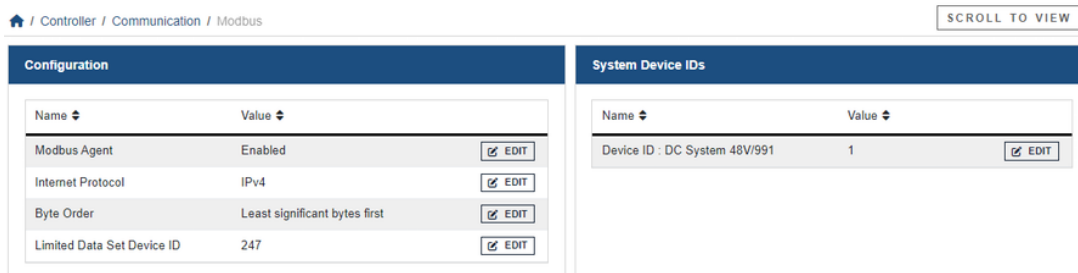 / Controller / Communication / Modbus
SCROLL TO VIEW
Configuration
Name Value
Modbus Agent Enabled EDIT
Internet Protocol IPv4 EDIT
Byte Order Least significant bytes first EDIT
Limited Data Set Device ID 247 EDIT
System Device IDs
Name Value
Device ID : DC System 48V/991 1 EDIT